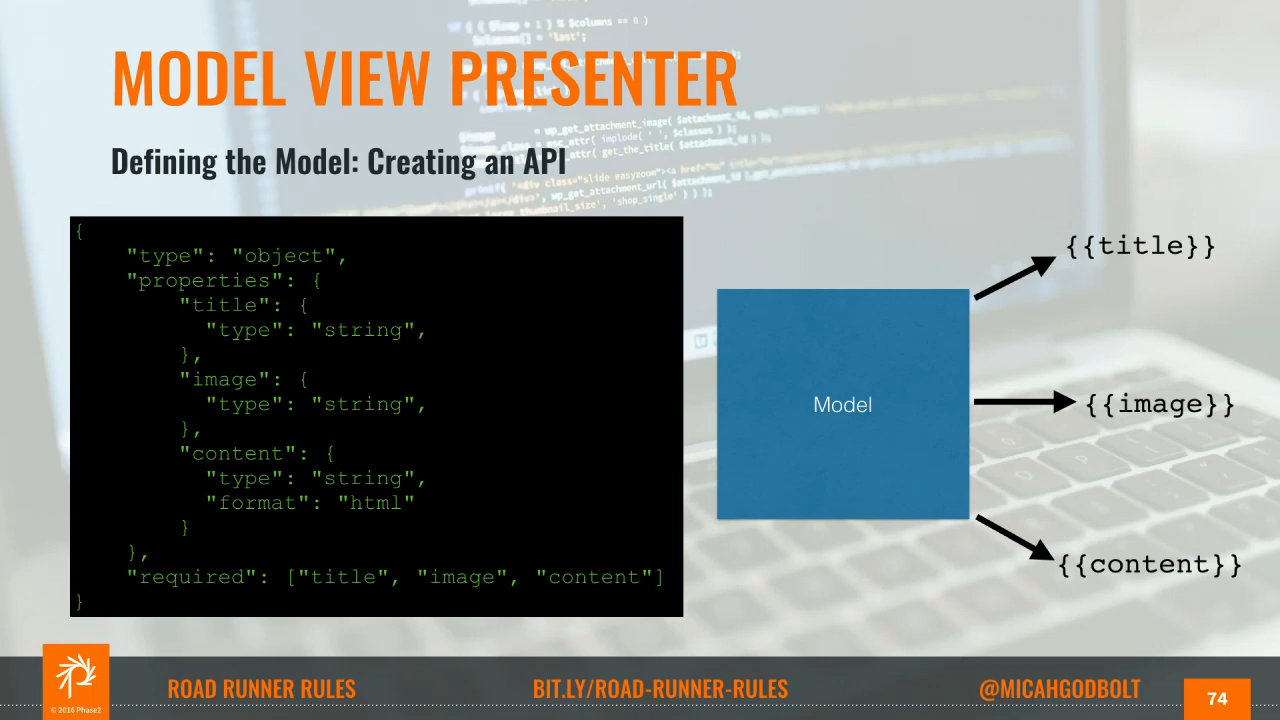 MODEL VIEW PRESENTER
Defining the Model: Creating an API
{
"type": "object",
"properties": {
"title": {
"type": "string",
},
"image": {
"type": "string",
},
"content": {
"type": "string",
"format": "html"
}
},
"required": ["title", "image", "content"]
}
Model
{{title}}
{{image}}
{{content}}
ROAD RUNNER RULES
BIT.LY/ROAD-RUNNER-RULES
@MICAHGODBOLT
74
© 2016 Phase2